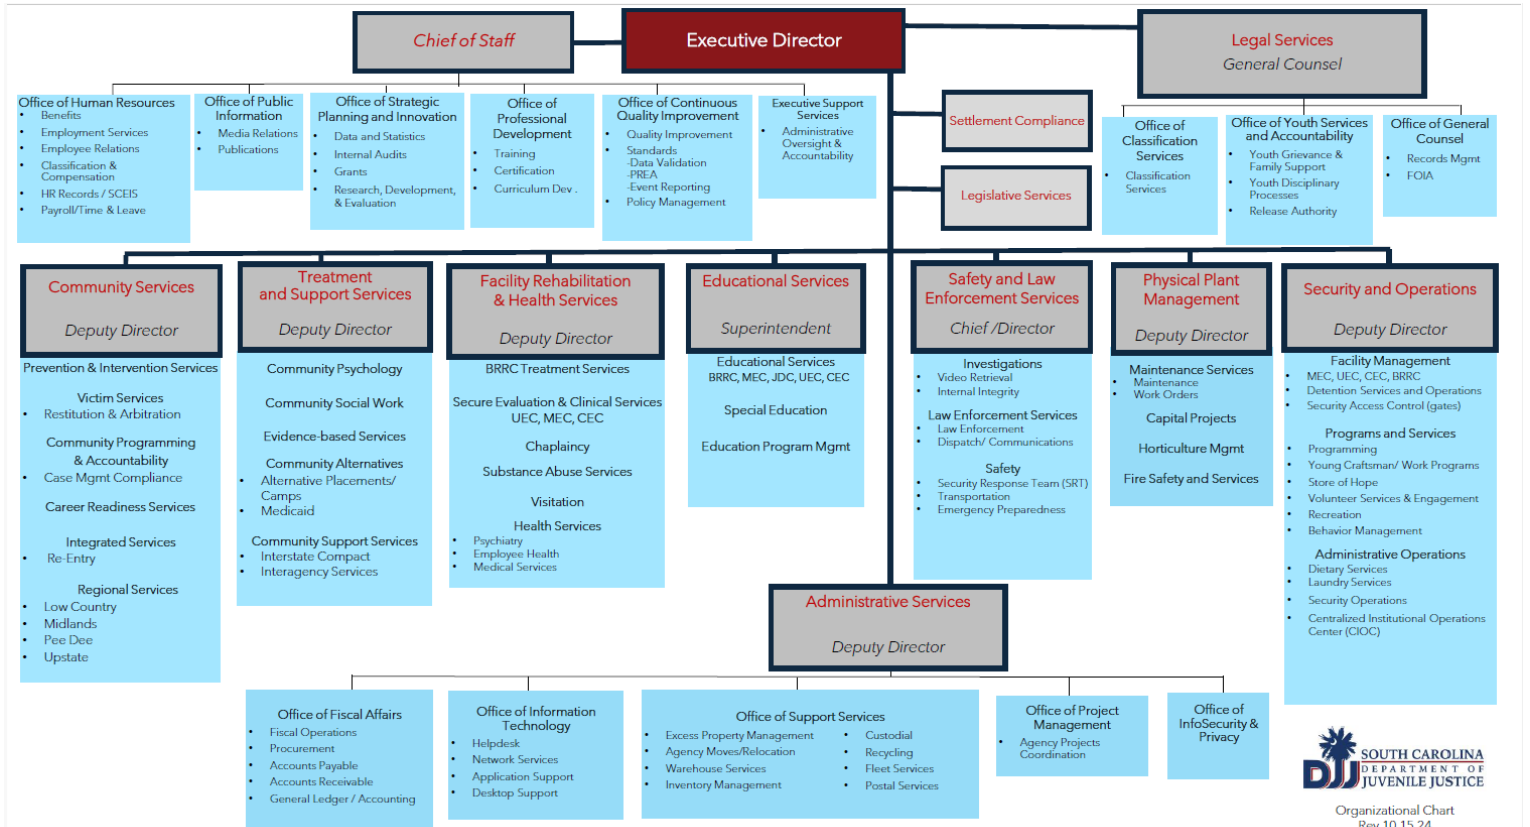 Chief of Staff
Executive Director
Legal Services
General Counsel
Office of Human Resources
• Benefits
• Employment Services
• Employee Relations
• Classification &
Compensation
• HR Records / SCEIS
• Payroll/Time & Leave
Office of Public
Information
• Media Relations
• Publications
Office of Strategic
Planning and Innovation
• Data and Statistics
• Internal Audits
• Grants
• Research, Development,
& Evaluation
Office of
Professional
Development
• Training
• Certification
• Curriculum Dev .
Office of Continuous
Quality Improvement
• Quality Improvement
• Standards
-Data Validation
-PREA
-Event Reporting
• Policy Management
Executive Support
Services
• Administrative
Oversight &
Accountability
Settlement Compliance
Legislative Services
Office of
Classification
Services
• Classification
Services
Office of Youth Services
and Accountability
• Youth Grievance &
Family Support
• Youth Disciplinary
Processes
• Release Authority
Office of General
Counsel
• Records Mgmt
• FOIA
Community Services
Deputy Director
Prevention & Intervention Services
Victim Services
• Restitution & Arbitration
Community Programming
& Accountability
• Case Mgmt Compliance
Career Readiness Services
Integrated Services
• Re-Entry
Regional Services
• Low Country
• Midlands
• Pee Dee
• Upstate
Treatment
and Support Services
Deputy Director
Community Psychology
Community Social Work
Evidence-based Services
Community Alternatives
• Alternative Placements/
Camps
• Medicaid
Community Support Services
• Interstate Compact
• Interagency Services
Facility Rehabilitation
& Health Services
Deputy Director
BRRC Treatment Services
Secure Evaluation & Clinical Services
UEC, MEC, CEC
Chaplaincy
Substance Abuse Services
Visitation
Health Services
• Psychiatry
• Employee Health
• Medical Services
Educational Services
Superintendent
Educational Services
BRRC, MEC, JDC, UEC, CEC
Special Education
Education Program Mgmt
Safety and Law
Enforcement Services
Chief /Director
Investigations
• Video Retrieval
• Internal Integrity
Law Enforcement Services
• Law Enforcement
• Dispatch/ Communications
Safety
• Security Response Team (SRT)
• Transportation
• Emergency Preparedness
Physical Plant
Management
Deputy Director
Maintenance Services
• Maintenance
• Work Orders
Capital Projects
Horticulture Mgmt
Fire Safety and Services
Security and Operations
Deputy Director
Facility Management
• MEC, UEC, CEC, BRRC
• Detention Services and Operations
• Security Access Control (gates)
Programs and Services
• Programming
• Young Craftsman/ Work Programs
• Store of Hope
• Volunteer Services & Engagement
• Recreation
• Behavior Management
Administrative Operations
• Dietary Services
• Laundry Services
• Security Operations
• Centralized Institutional Operations
Center (CIOC)
Administrative Services
Deputy Director
Office of Fiscal Affairs
• Fiscal Operations
• Procurement
• Accounts Payable
• Accounts Receivable
• General Ledger / Accounting
Office of Information
Technology
• Helpdesk
• Network Services
• Application Support
• Desktop Support
Office of Support Services
• Excess Property Management
• Agency Moves/Relocation
• Warehouse Services
• Inventory Management
• Custodial
• Recycling
• Fleet Services
• Postal Services
Office of Project
Management
• Agency Projects
Coordination
Office of
InfoSecurity &
Privacy
DJJ
SOUTH CAROLINA
DEPARTMENT OF
JUVENILE JUSTICE
Organizational Chart
Rev 10.15.24